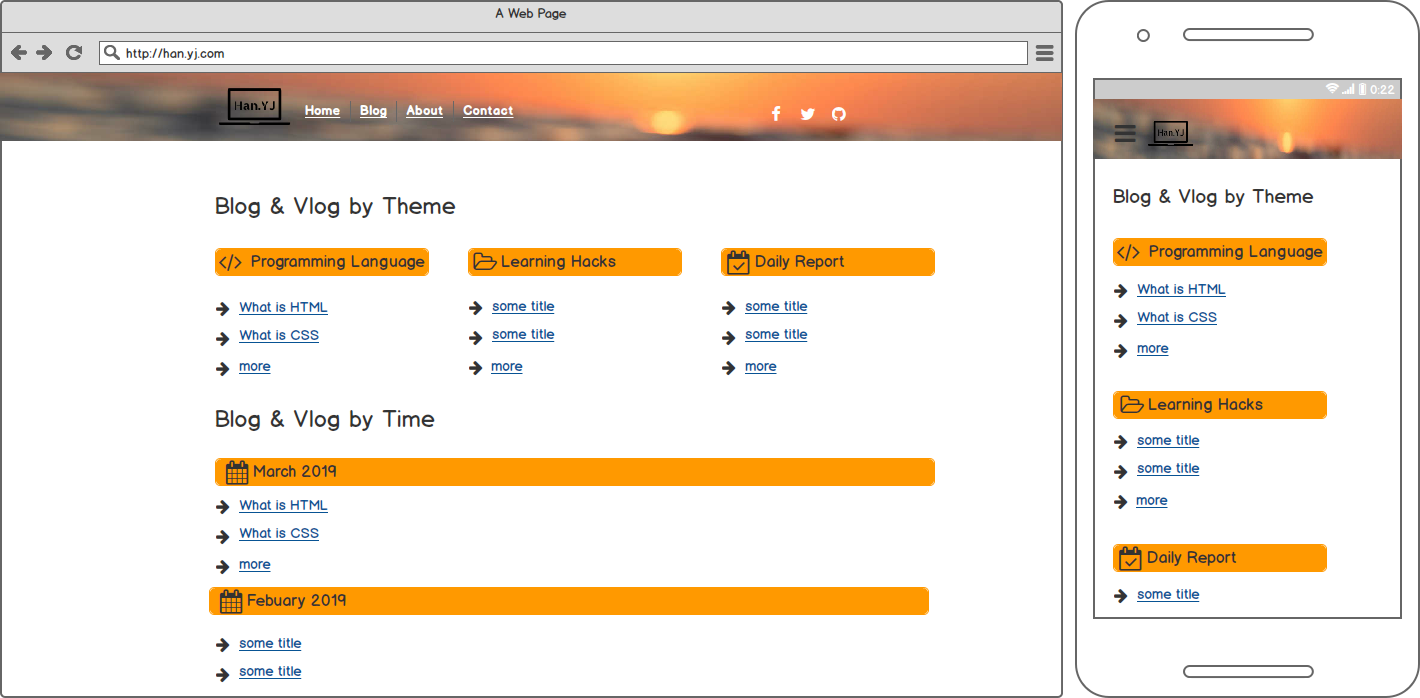 A Web Page
http://han.yj.com
Han.YJ Home Blog About Contact
Blog & Vlog by Theme
</> Programming Language Learning Hacks Daily Report
What is HTML some title some title
What is CSS some title some title
more more more
Blog & Vlog by Time
March 2019
What is HTML
What is CSS
more
Febuary 2019
some title
some title
0:22
Han.YJ
Blog & Vlog by Theme
</> Programming Language
What is HTML
What is CSS
more
Learning Hacks
some title
some title
more
Daily Report
some title